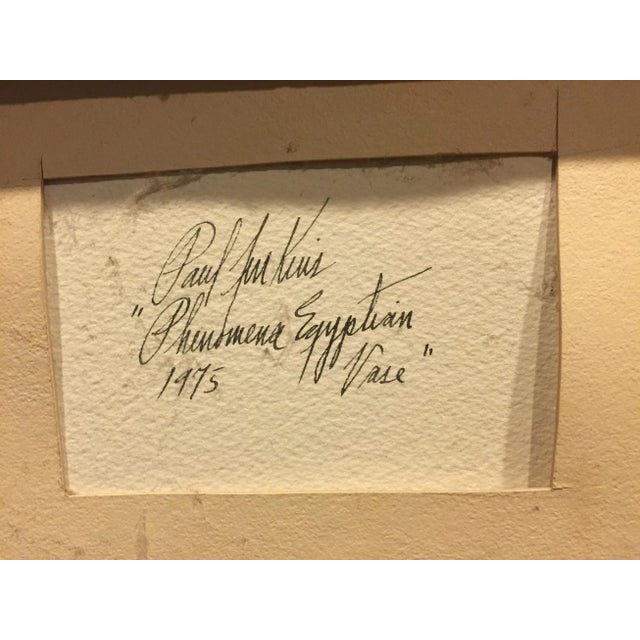 Paul Jenkins
"Phenomena Egyptian
1975 Vase"